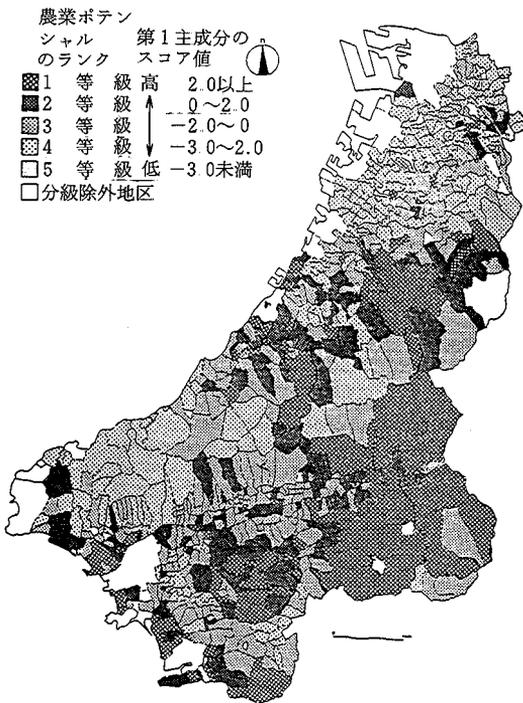 農業ポテン
シャル 第1主成分の
のランク スコア値
1 等 級 高 2.0以上
2 等 級 0～2.0
3 等 級 −2.0～0
4 等 級 −3.0～2.0
5 等 級 低 −3.0未満
分級除外地区